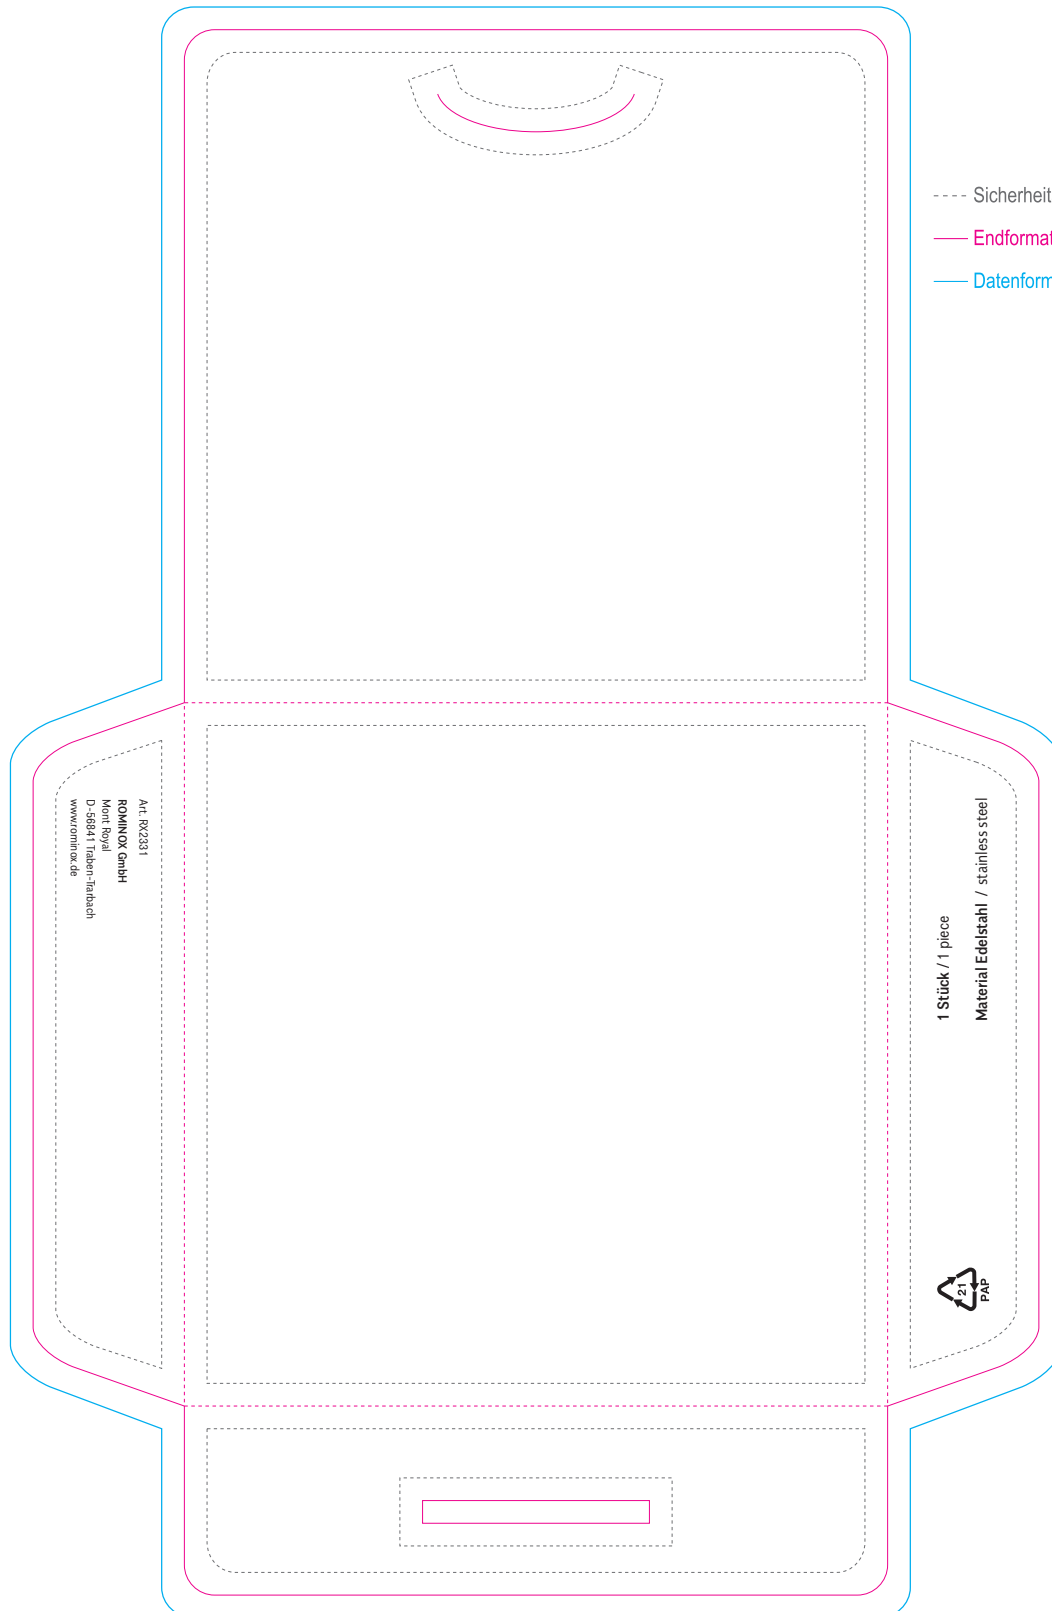 Sicherheit
Endformat
Datenform
Art. RX2331
ROMINOX GmbH
Mont Royal
D-56841 Traben-Trarbach
www.rominox.de
1 Stück / 1 piece
Material Edelstahl / stainless steel
21
PAP